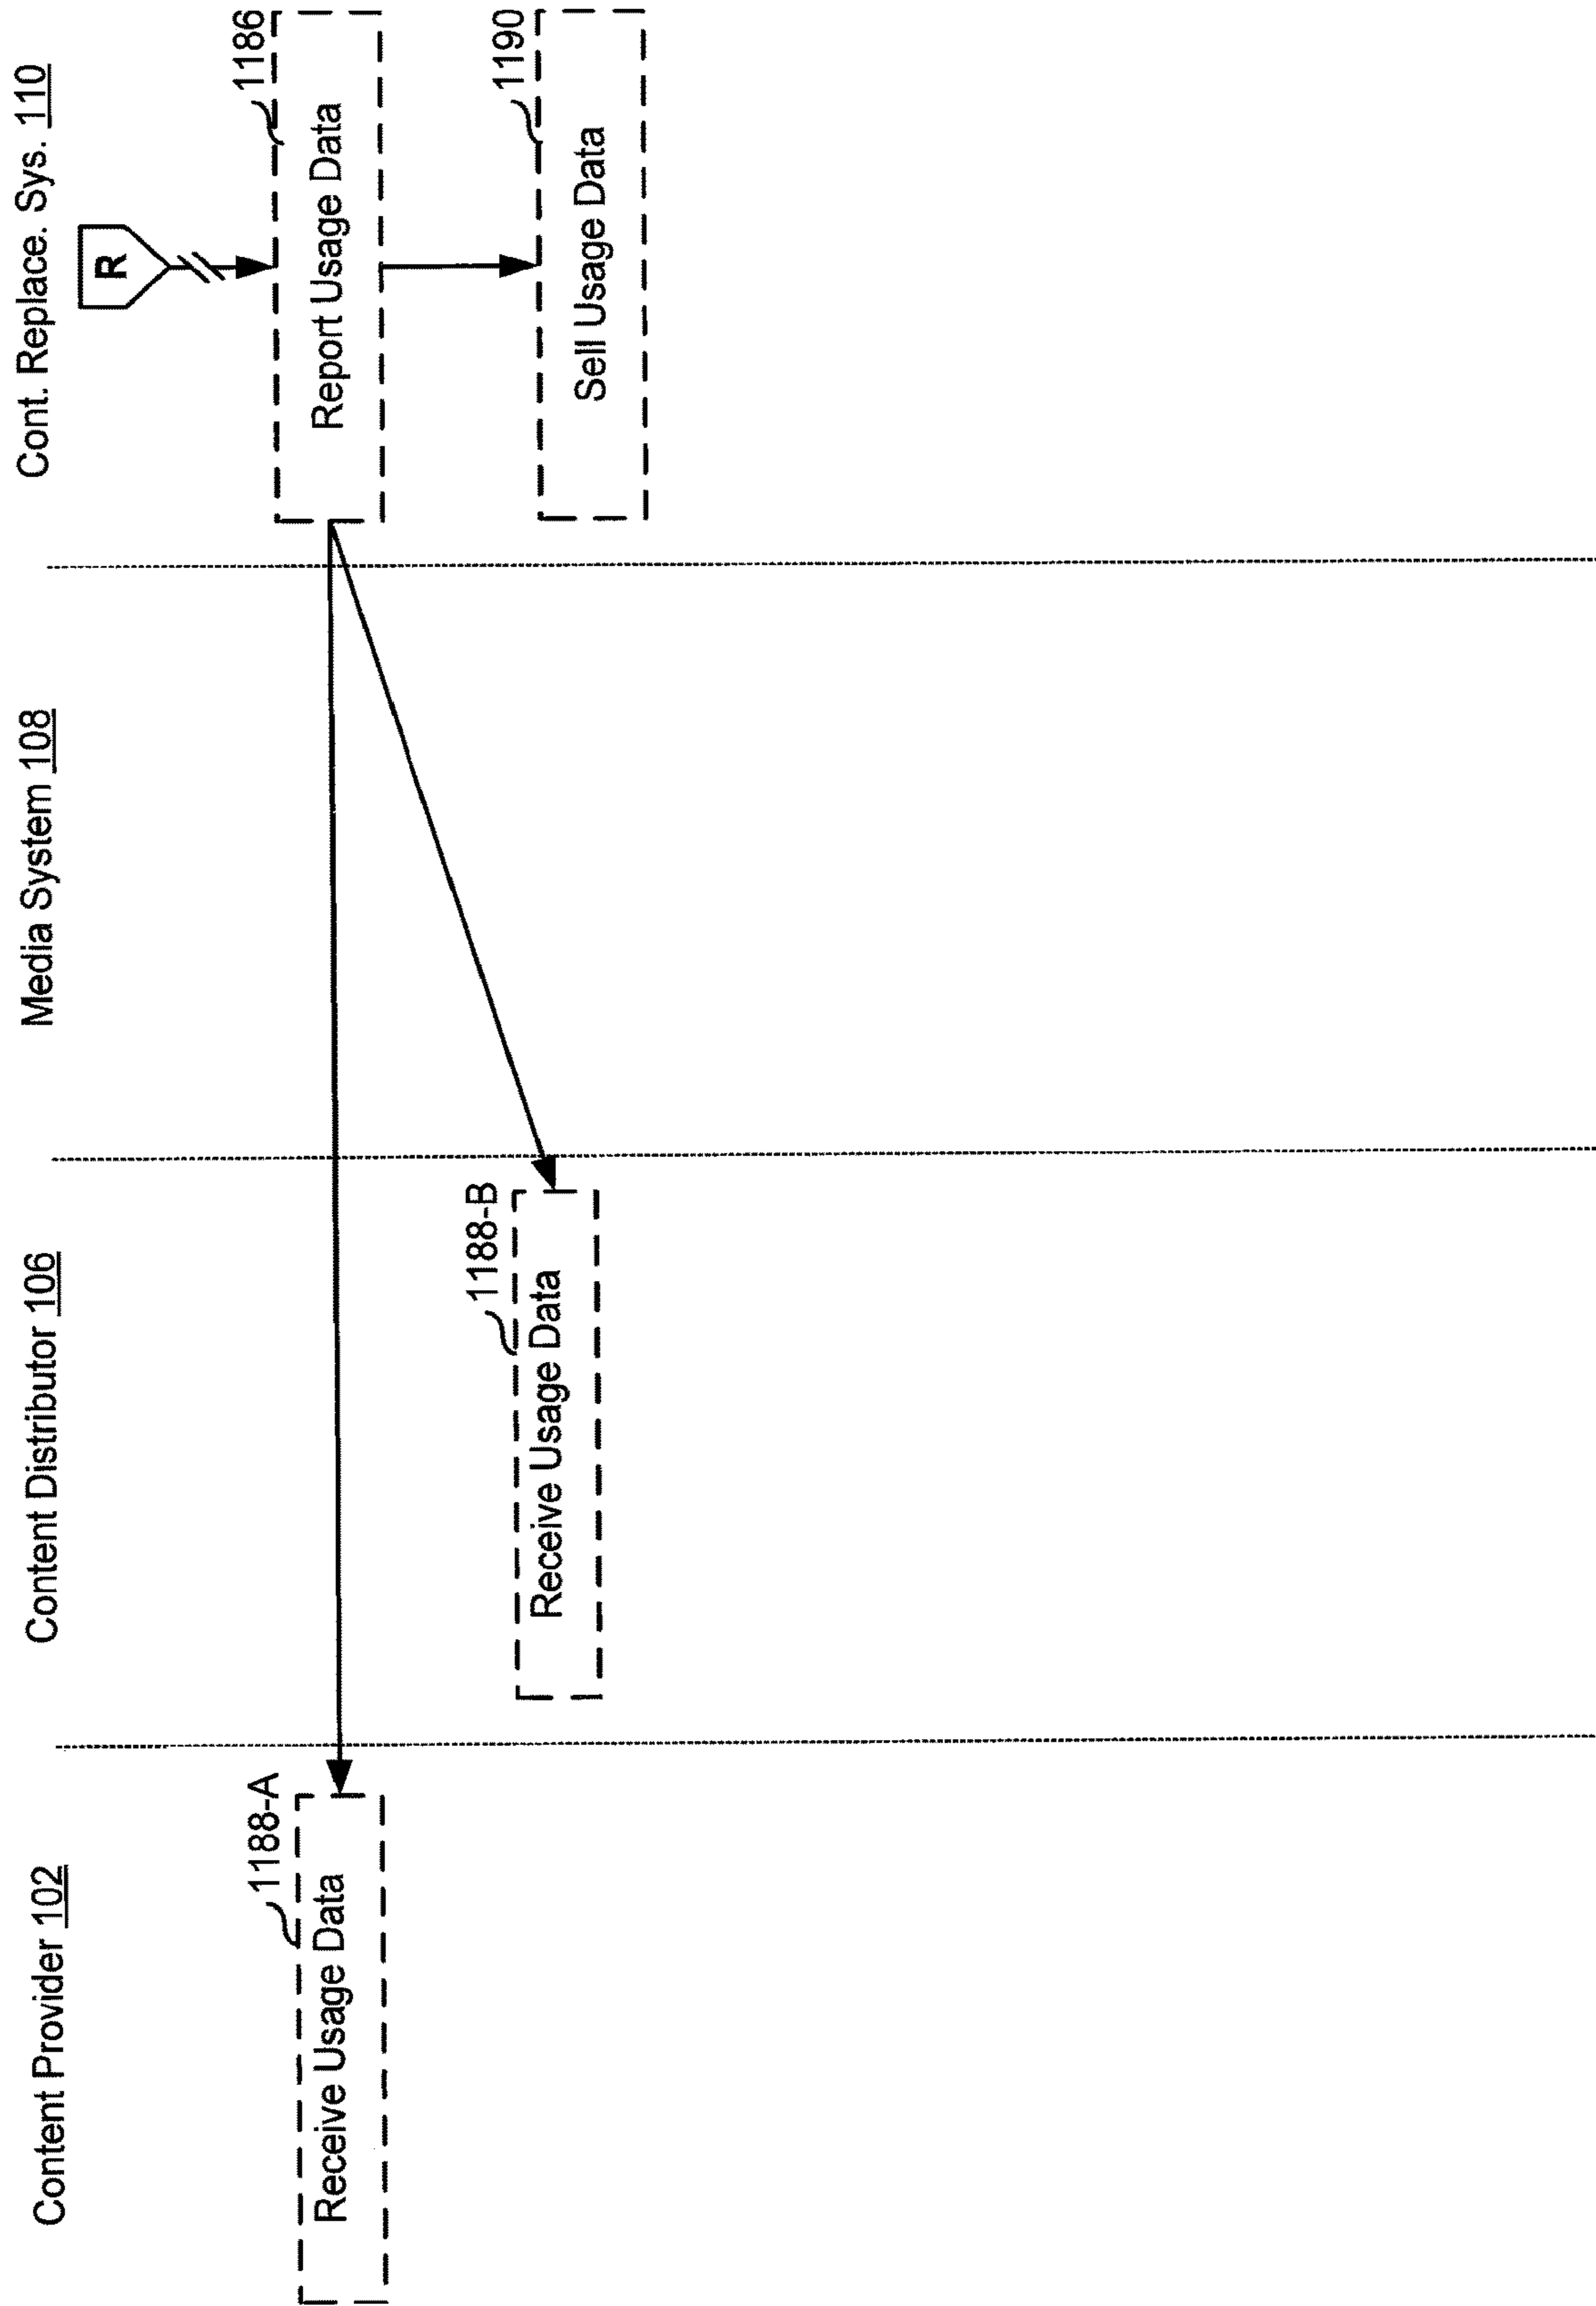 Content Provider 102
Content Distributor 106
Media System 108
Cont. Replace. Sys. 110
R
1186
Report Usage Data
1188-A
Receive Usage Data
1188-B
Receive Usage Data
1190
Sell Usage Data